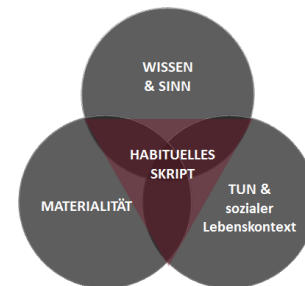 WISSEN
& SINN
HABITUELLES
SKRIPT
MATERIALITÄT
TUN &
sozialer
Lebenskontext